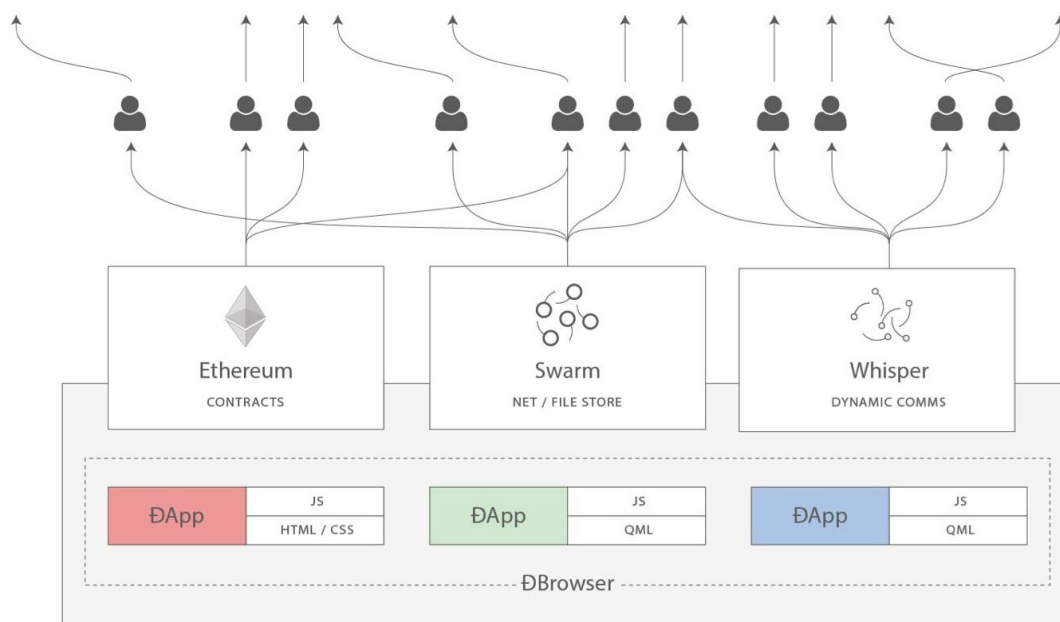 Ethereum
CONTRACTS
Swarm
NET / FILE STORE
Whisper
DYNAMIC COMMS
ĐApp
JS
HTML / CSS
ĐApp
JS
QML
ĐApp
JS
QML
ĐBrowser